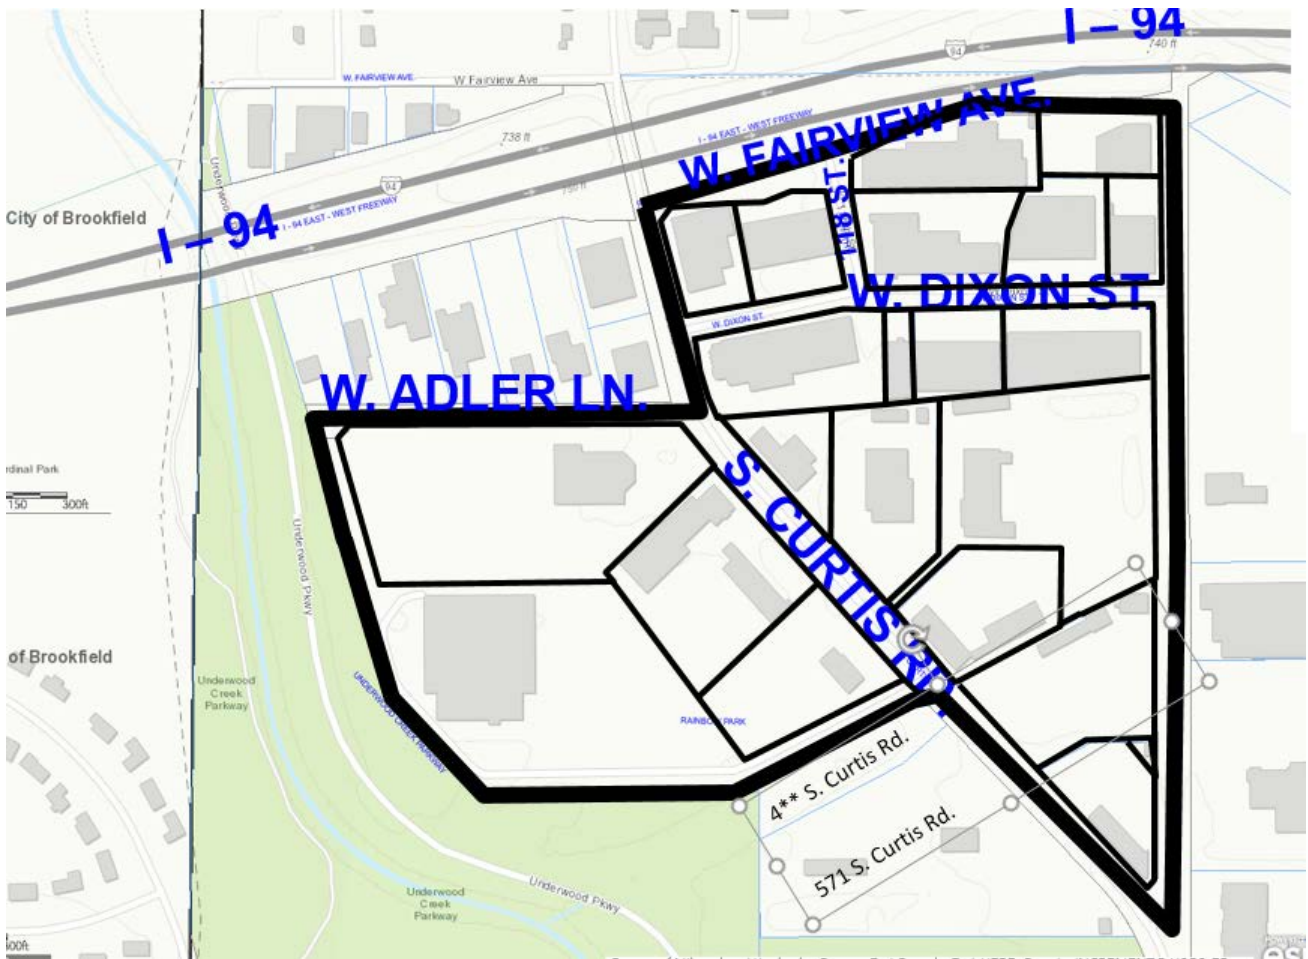 I – 94
740 ft
94
W. FAIRVIEW AVE.
W Fairview Ave
I - 94 EAST - WEST FREEWAY
W. FAIRVIEW AVE.
738 ft
94
City of Brookfield
I – 94
I - 94 EAST - WEST FREEWAY
118 ST.
W. DIXON ST.
W. DIXON ST.
W. ADLER LN.
S. CURTIS RD.
150
300ft
Underwood Pkwy
of Brookfield
Underwood
Creek
Parkway
UNDERWOOD CREEK PARKWAY
RAINBOW PARK
4** S. Curtis Rd.
571 S. Curtis Rd.
Underwood Pkwy
Underwood
Creek
Parkway